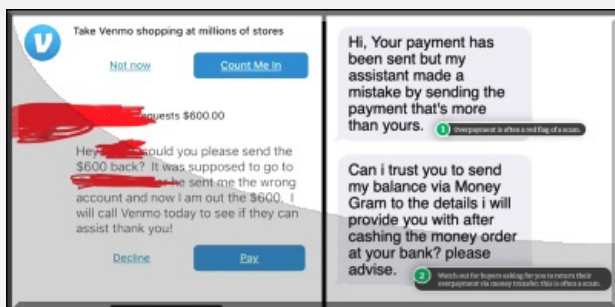 Take Venmo shopping at millions of stores
Not now
Count Me In
quests $600.00
Hey ould you please send the
$600 back? It was supposed to go to
he sent me the wrong
account and now I am out the $600. I
will call Venmo today to see if they can
assist thank you!
Decline
Pay
Hi, Your payment has
been sent but my
assistant made a
mistake by sending the
payment that's more
than yours.
1 Overpayment is often a red flag of a scam.
Can i trust you to send
my balance via Money
Gram to the details i will
provide you with after
cashing the money order
at your bank? please
advise.
2 Watch out for buyers asking for you to return their
overpayment via money transfer; this is often a scam.